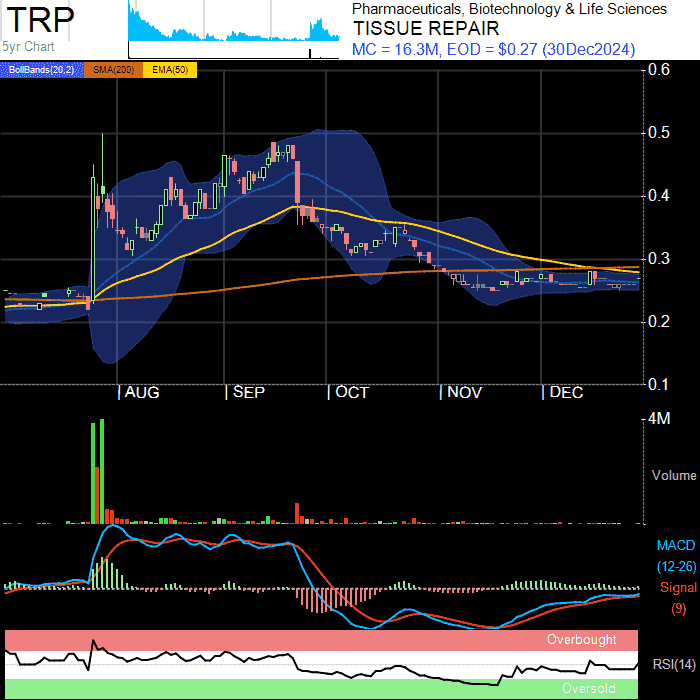 TRP
5yr Chart
Pharmaceuticals, Biotechnology & Life Sciences
TISSUE REPAIR
MC = 16.3M, EOD = $0.27 (30Dec2024)
BollBands(20,2) SMA(200) EMA(50)
0.6
0.5
0.4
0.3
0.2
0.1
AUG SEP OCT NOV DEC
4M
Volume
MACD
(12-26)
Signal
(9)
Overbought
RSI(14)
Oversold